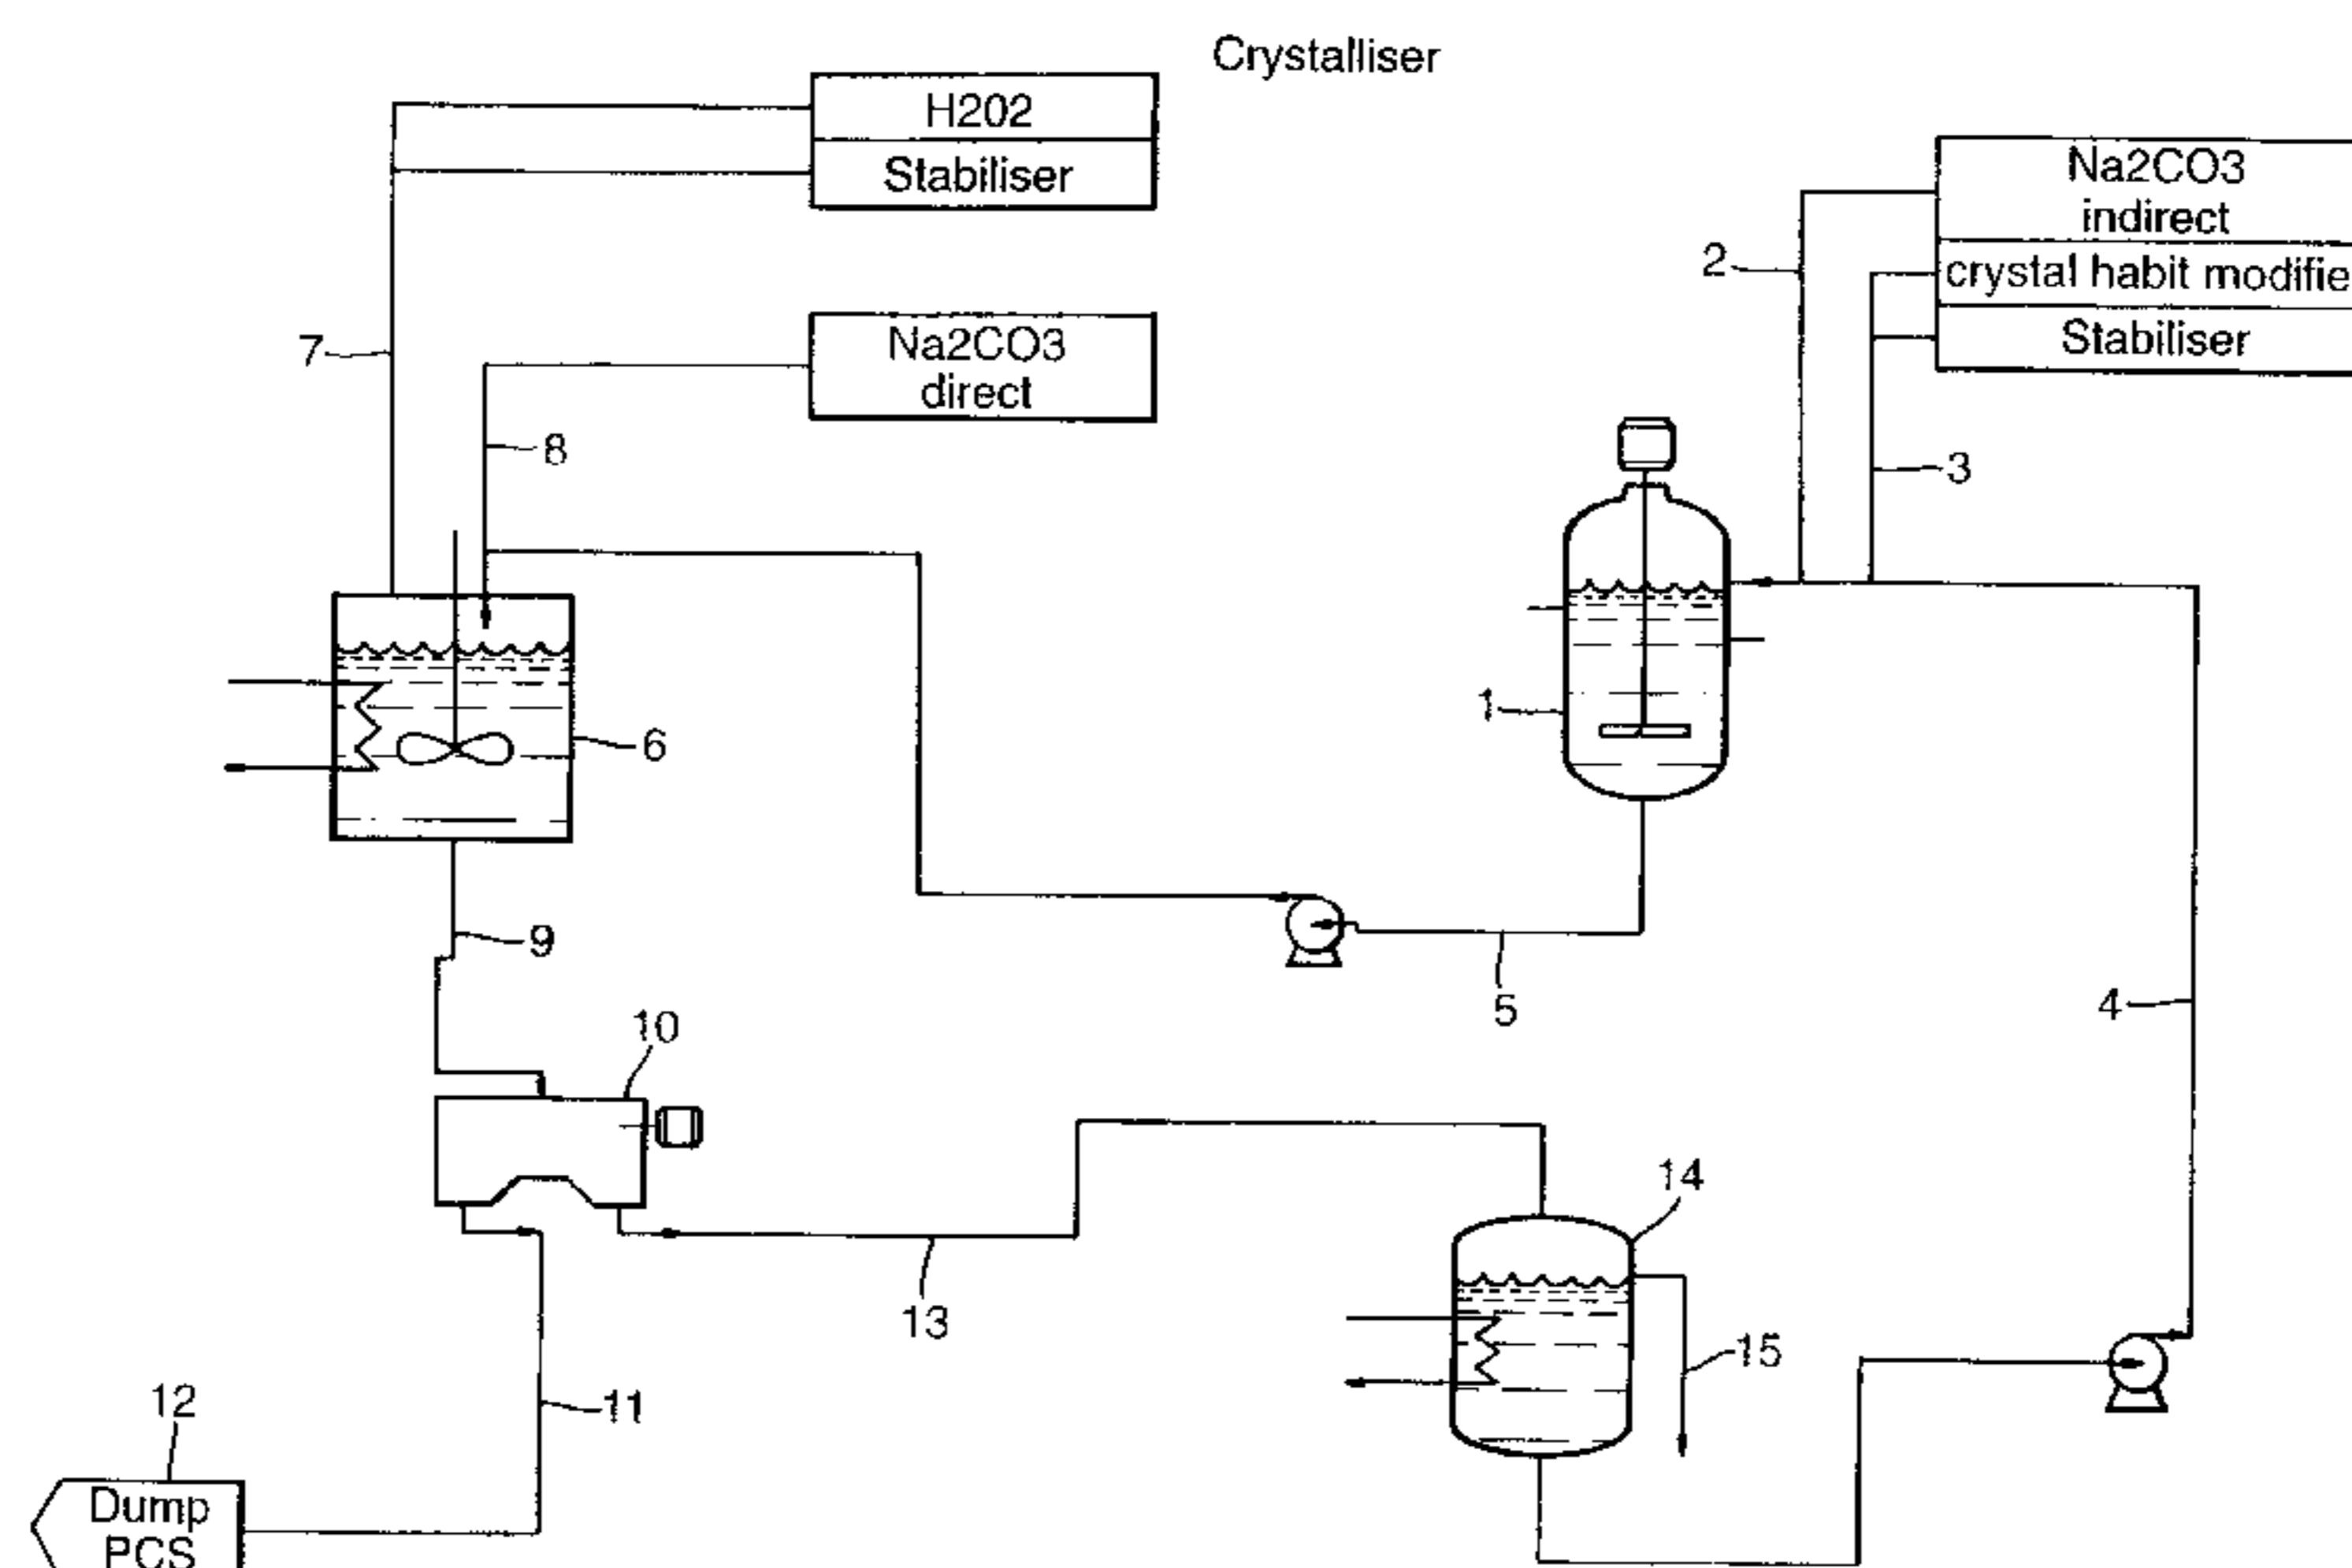 Crystalliser
H202
Stabiliser
Na2CO3
indirect
crystal habit modifie
Stabiliser
2
7
Na2CO3
direct
8
3
1
6
9
5
4
10
14
13
15
12
11
Dump
PCS